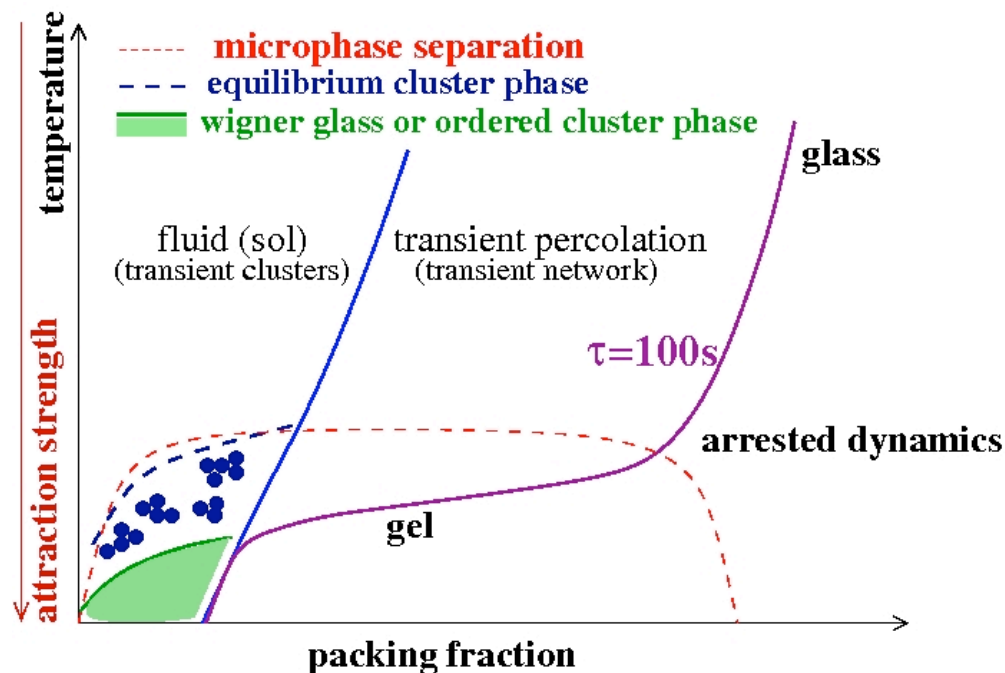 temperature
attraction strength
microphase separation
equilibrium cluster phase
wigner glass or ordered cluster phase
glass
fluid (sol)
(transient clusters)
transient percolation
(transient network)
τ=100s
arrested dynamics
gel
packing fraction